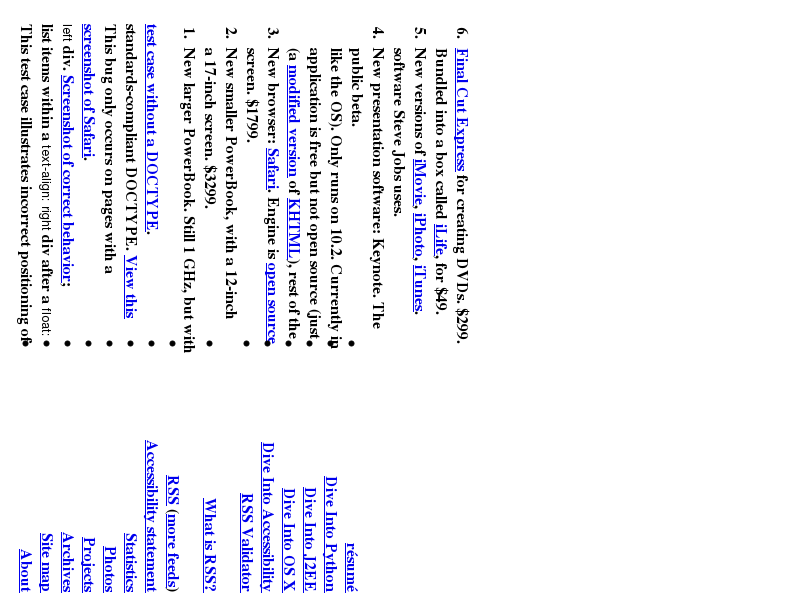 This test case illustrates incorrect positioning of
list items within a text-align: right div after a float:
left div. Screenshot of correct behavior;
screenshot of Safari.
This bug only occurs on pages with a
standards-compliant DOCTYPE. View this
test case without a DOCTYPE.
1. New larger PowerBook. Still 1 GHz, but with
a 17-inch screen. $3299.
2. New smaller PowerBook, with a 12-inch
screen. $1799.
3. New browser: Safari. Engine is open source
(a modified version of KHTML), rest of the
application is free but not open source (just
like the OS). Only runs on 10.2. Currently in
public beta.
4. New presentation software: Keynote. The
software Steve Jobs uses.
5. New versions of iMovie, iPhoto, iTunes.
Bundled into a box called iLife, for $49.
6. Final Cut Express for creating DVDs. $299.
• About
• Site map
• Archives
• Projects
• Photos
• Statistics
• Accessibility statement
• RSS (more feeds)
• What is RSS?
• RSS Validator
• Dive Into Accessibility
• Dive Into OS X
• Dive Into J2EE
• Dive Into Python
• résumé